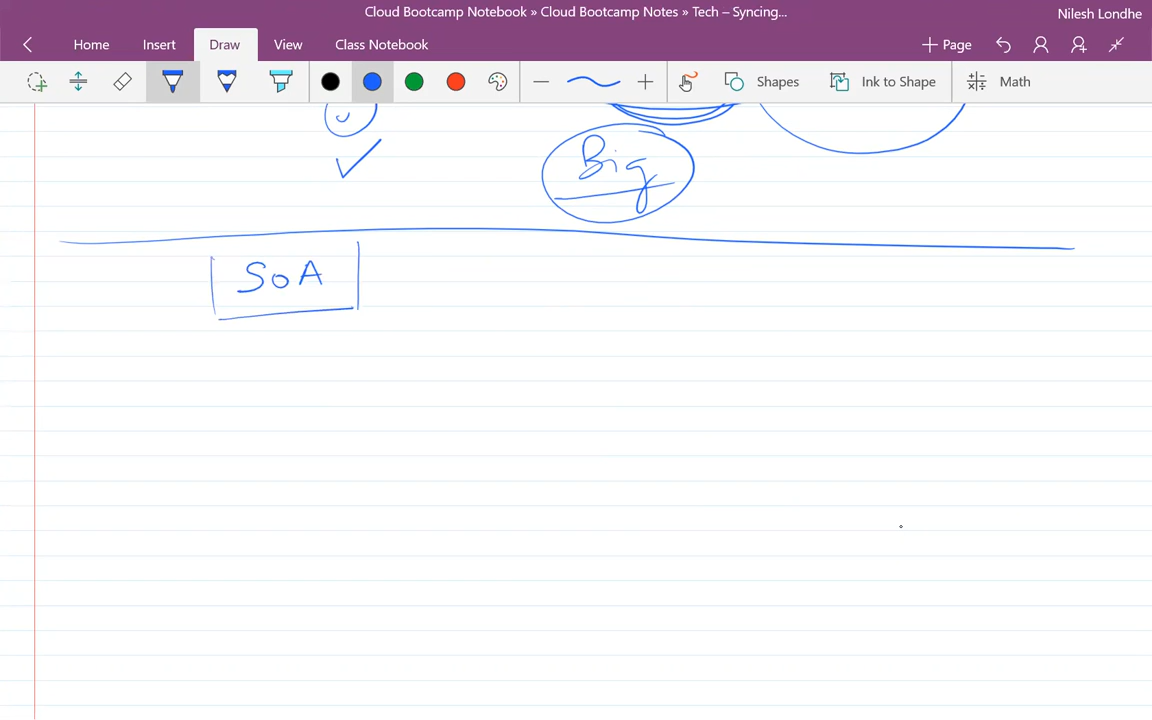 Cloud Bootcamp Notebook » Cloud Bootcamp Notes » Tech – Syncing...
Nilesh Londhe
Home Insert Draw View Class Notebook Page
Shapes Ink to Shape Math
Big
SOA